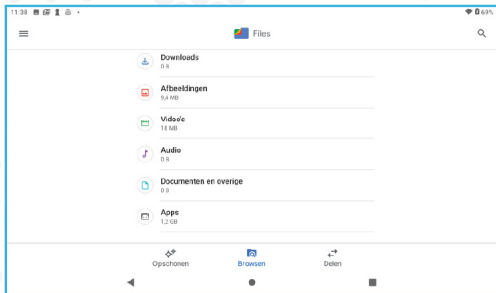 11:38
69%
Files
Downloads
0 B
Afbeeldingen
9,4 MB
Video's
18 MB
Audio
0 B
Documenten en overige
0 B
Apps
1,2 GB
Opschonen
Browsen
Delen